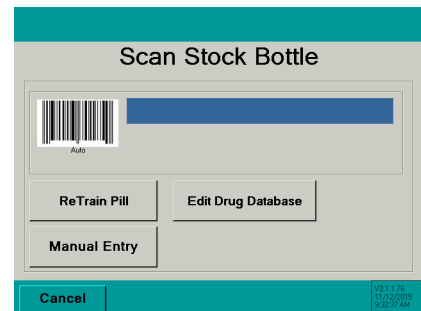 Scan Stock Bottle
Auto
ReTrain Pill
Edit Drug Database
Manual Entry
Cancel
V2.1.1.76
11/12/2015
9:32:37 AM